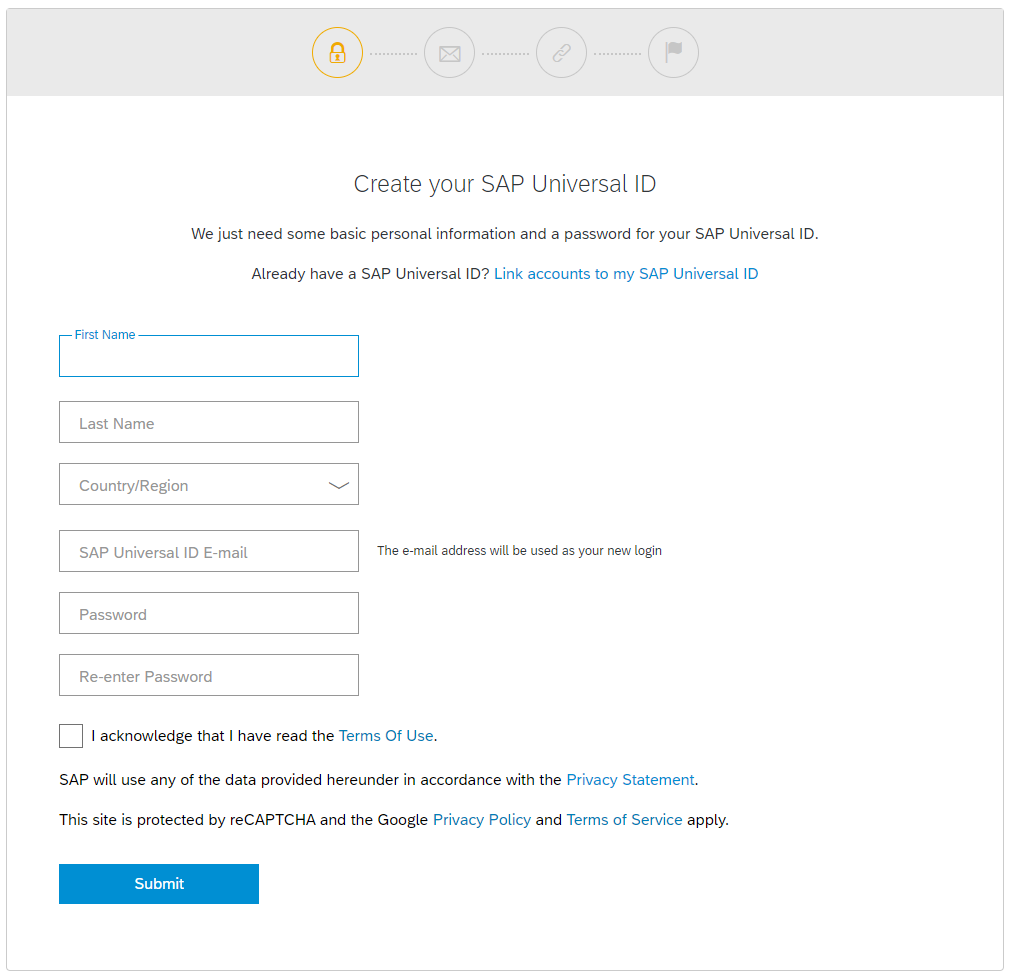 Create your SAP Universal ID
We just need some basic personal information and a password for your SAP Universal ID.
Already have a SAP Universal ID? Link accounts to my SAP Universal ID
First Name
Last Name
Country/Region
SAP Universal ID E-mail
The e-mail address will be used as your new login
Password
Re-enter Password
I acknowledge that I have read the Terms Of Use.
SAP will use any of the data provided hereunder in accordance with the Privacy Statement.
This site is protected by reCAPTCHA and the Google Privacy Policy and Terms of Service apply.
Submit